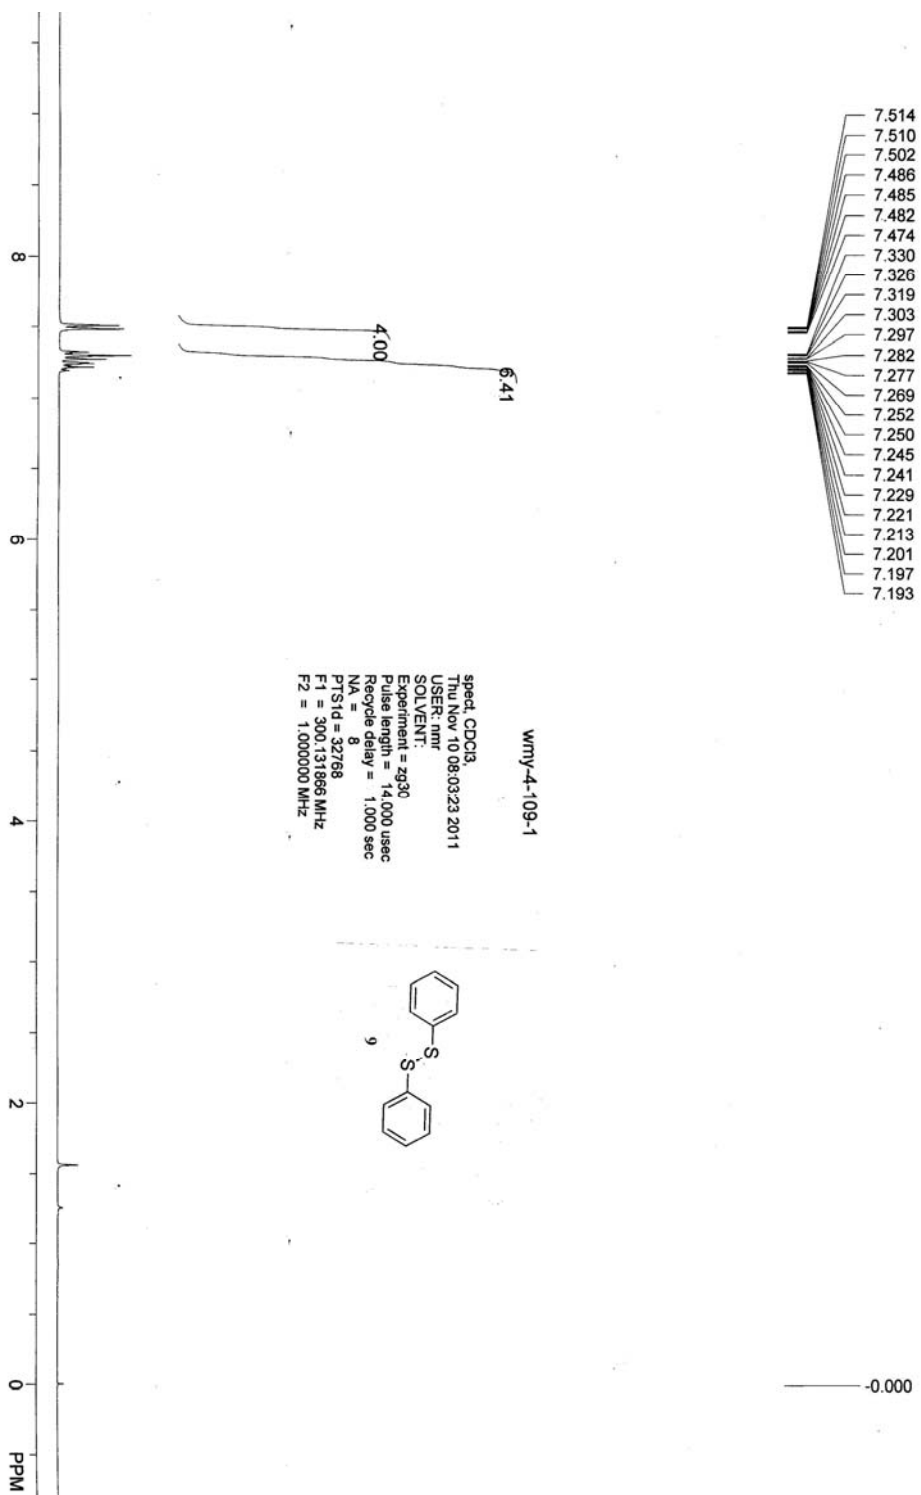 7.514
7.510
7.502
7.486
7.485
7.482
7.474
7.330
7.326
7.319
7.303
7.297
7.282
7.277
7.269
7.252
7.250
7.245
7.241
7.229
7.221
7.213
7.201
7.197
7.193
-0.000
wmy-4-109-1
spect, CDCl3,
Thu Nov 10 08:03:23 2011
USER: nmr
SOLVENT:
Experiment = zg30
Pulse length = 14.000 usec
Recycle delay = 1.000 sec
NA = 8
PTS1d = 32768
F1 = 300.131866 MHz
F2 = 1.000000 MHz
S
S
9
4.00
6.41
8
6
4
2
0
PPM